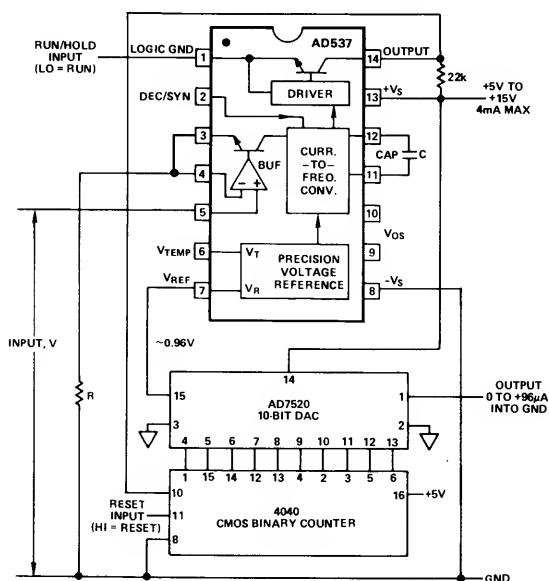 RUN/HOLD
INPUT
(LO = RUN)
LOGIC GND
1
AD537
14
OUTPUT
22k
DRIVER
13
+VS
+5V TO
+15V
4mA MAX
DEC/SYN
2
3
BUF
CURR.
-TO-
FREQ.
CONV.
12
CAP
C
11
4
- +
5
10
VOS
9
VTEMP
6
VT
PRECISION
VOLTAGE
REFERENCE
VREF
7
VR
8
-VS
INPUT, V
R
~0.96V
14
15
AD7520
10-BIT DAC
1
OUTPUT
0 TO +96μA
INTO GND
3
2
4 5 6 7 8 9 10 11 12 13
1 15 14 12 13 4 2 3 5 6
10
16
+5V
RESET
INPUT
(HI = RESET)
11
4040
CMOS BINARY COUNTER
8
GND